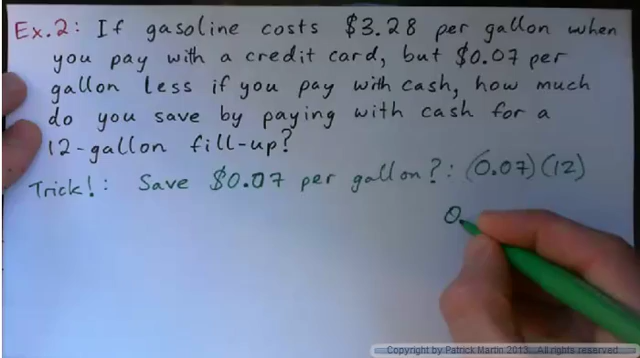 Ex.2: If gasoline costs $3.28 per gallon when
you pay with a credit card, but $0.07 per
gallon less if you pay with cash, how much
do you save by paying with cash for a
12-gallon fill-up?
Trick!: Save $0.07 per gallon?: (0.07)(12)
0.
Copyright by Patrick Martin 2013. All rights reserved